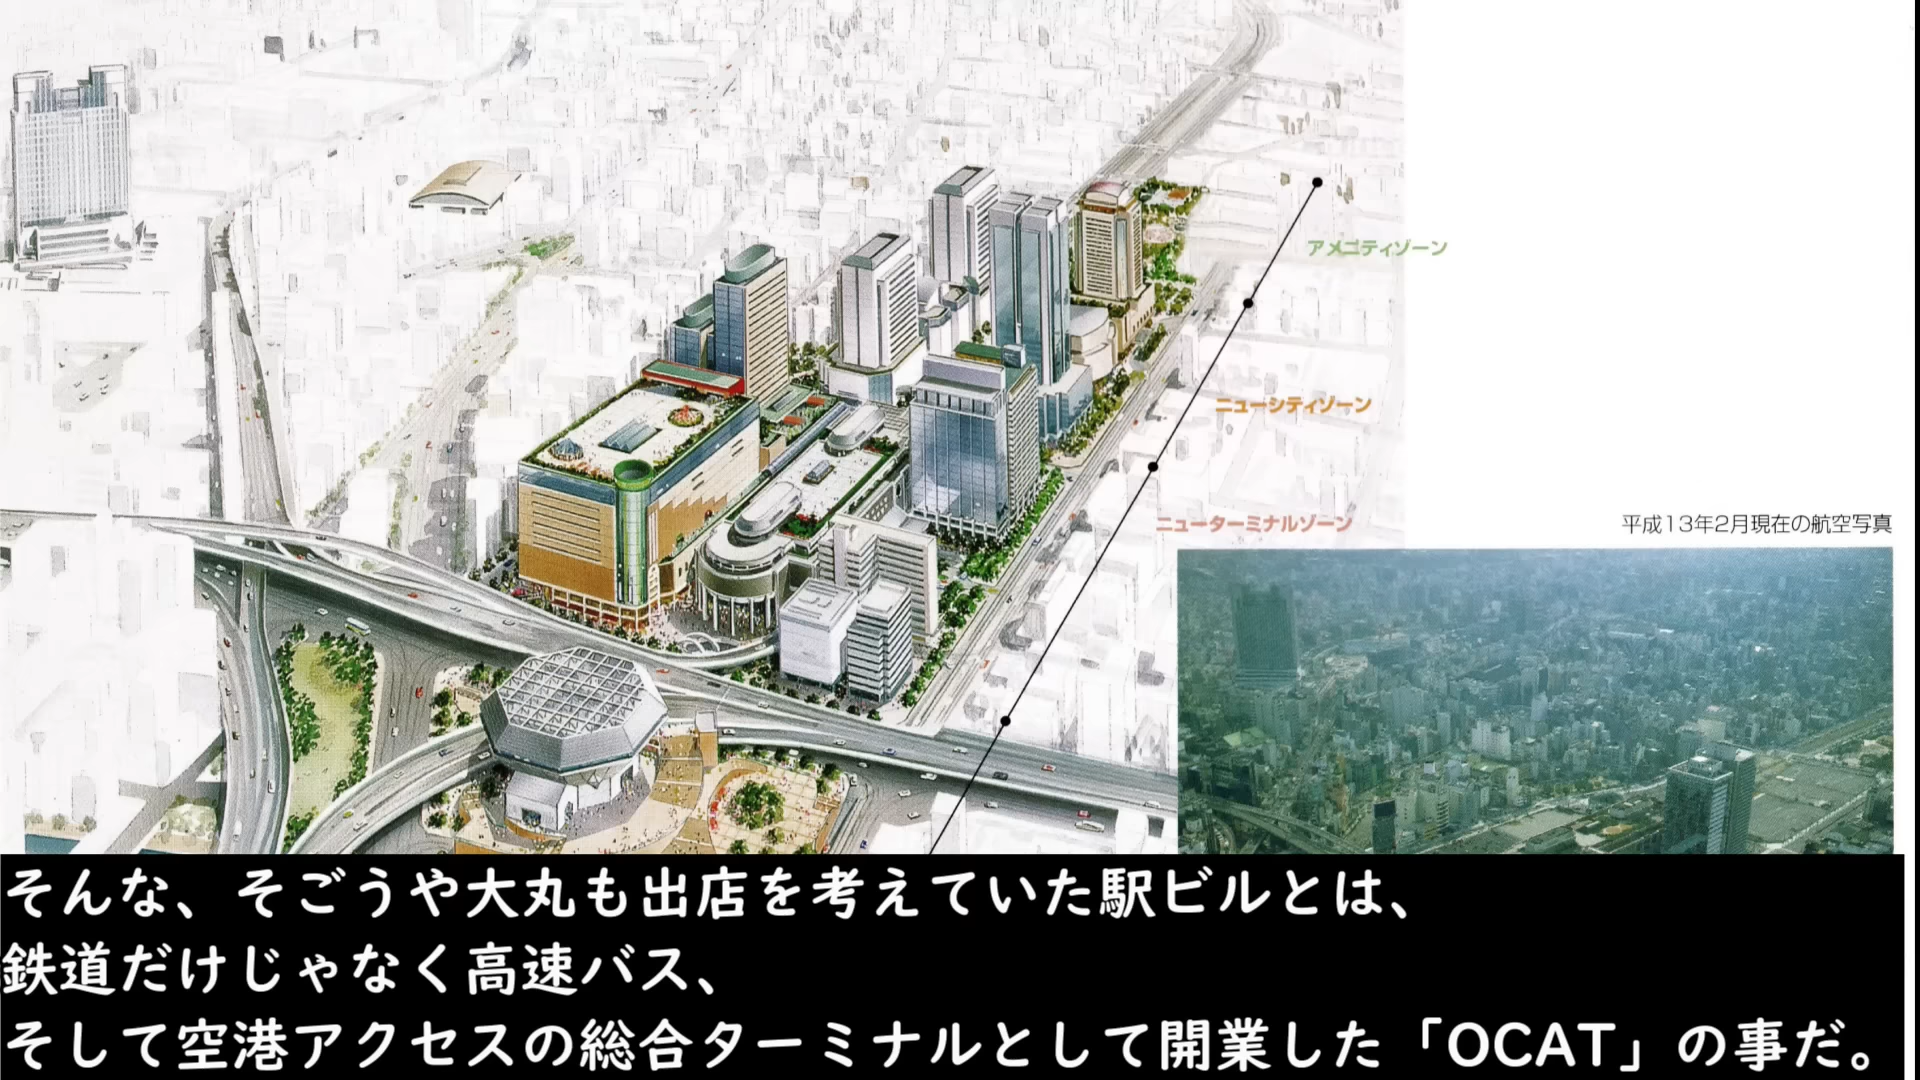 アメニティゾーン
ニューシティゾーン
ニューターミナルゾーン
平成13年2月現在の航空写真
そんな、そごうや大丸も出店を考えていた駅ビルとは、
鉄道だけじゃなく高速バス、
そして空港アクセスの総合ターミナルとして開業した「OCAT」の事だ。